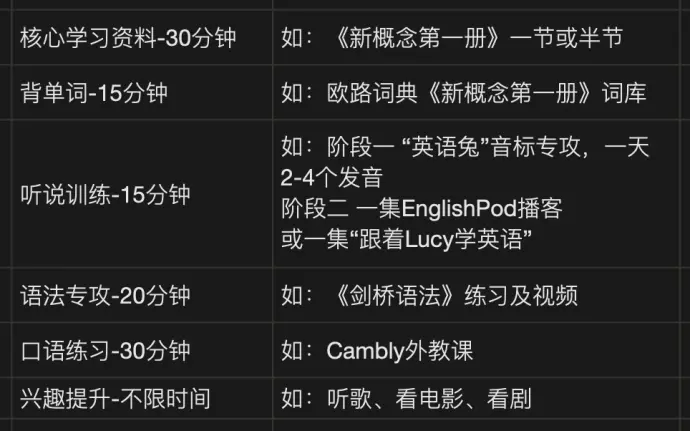 核心学习资料-30分钟 如：《新概念第一册》一节或半节
背单词-15分钟 如：欧路词典《新概念第一册》词库
听说训练-15分钟 如：阶段一 “英语兔”音标专攻，一天
2-4个发音
阶段二 一集EnglishPod播客
或一集“跟着Lucy学英语”
语法专攻-20分钟 如：《剑桥语法》练习及视频
口语练习-30分钟 如：Cambly外教课
兴趣提升-不限时间 如：听歌、看电影、看剧